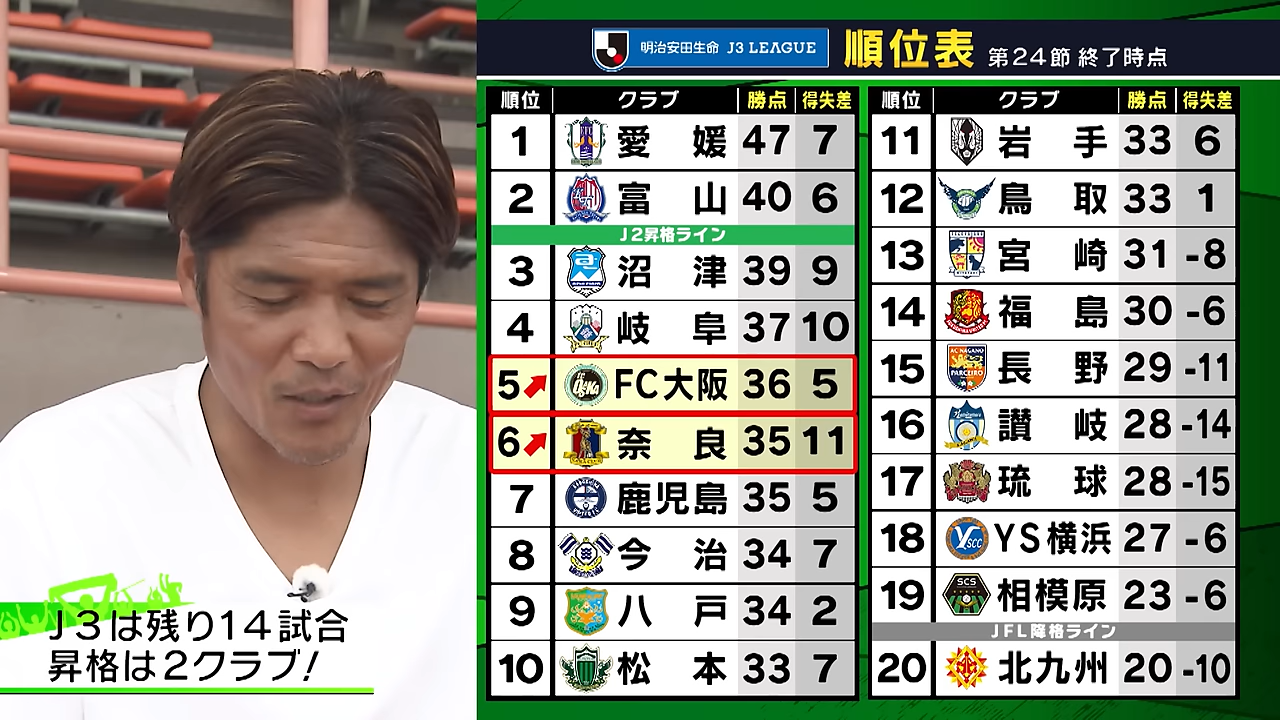 明治安田生命 J3 LEAGUE 順位表 第24節 終了時点
順位 クラブ 勝点 得失差
1 愛媛 47 7
2 富山 40 6
J2昇格ライン
3 沼津 39 9
4 岐阜 37 10
5 FC大阪 36 5
6 奈良 35 11
7 鹿児島 35 5
8 今治 34 7
9 八戸 34 2
10 松本 33 7
順位 クラブ 勝点 得失差
11 岩手 33 6
12 鳥取 33 1
13 宮崎 31 -8
14 福島 30 -6
15 長野 29 -11
16 讃岐 28 -14
17 琉球 28 -15
18 YS横浜 27 -6
19 相模原 23 -6
JFL降格ライン
20 北九州 20 -10
J3は残り14試合
昇格は2クラブ!